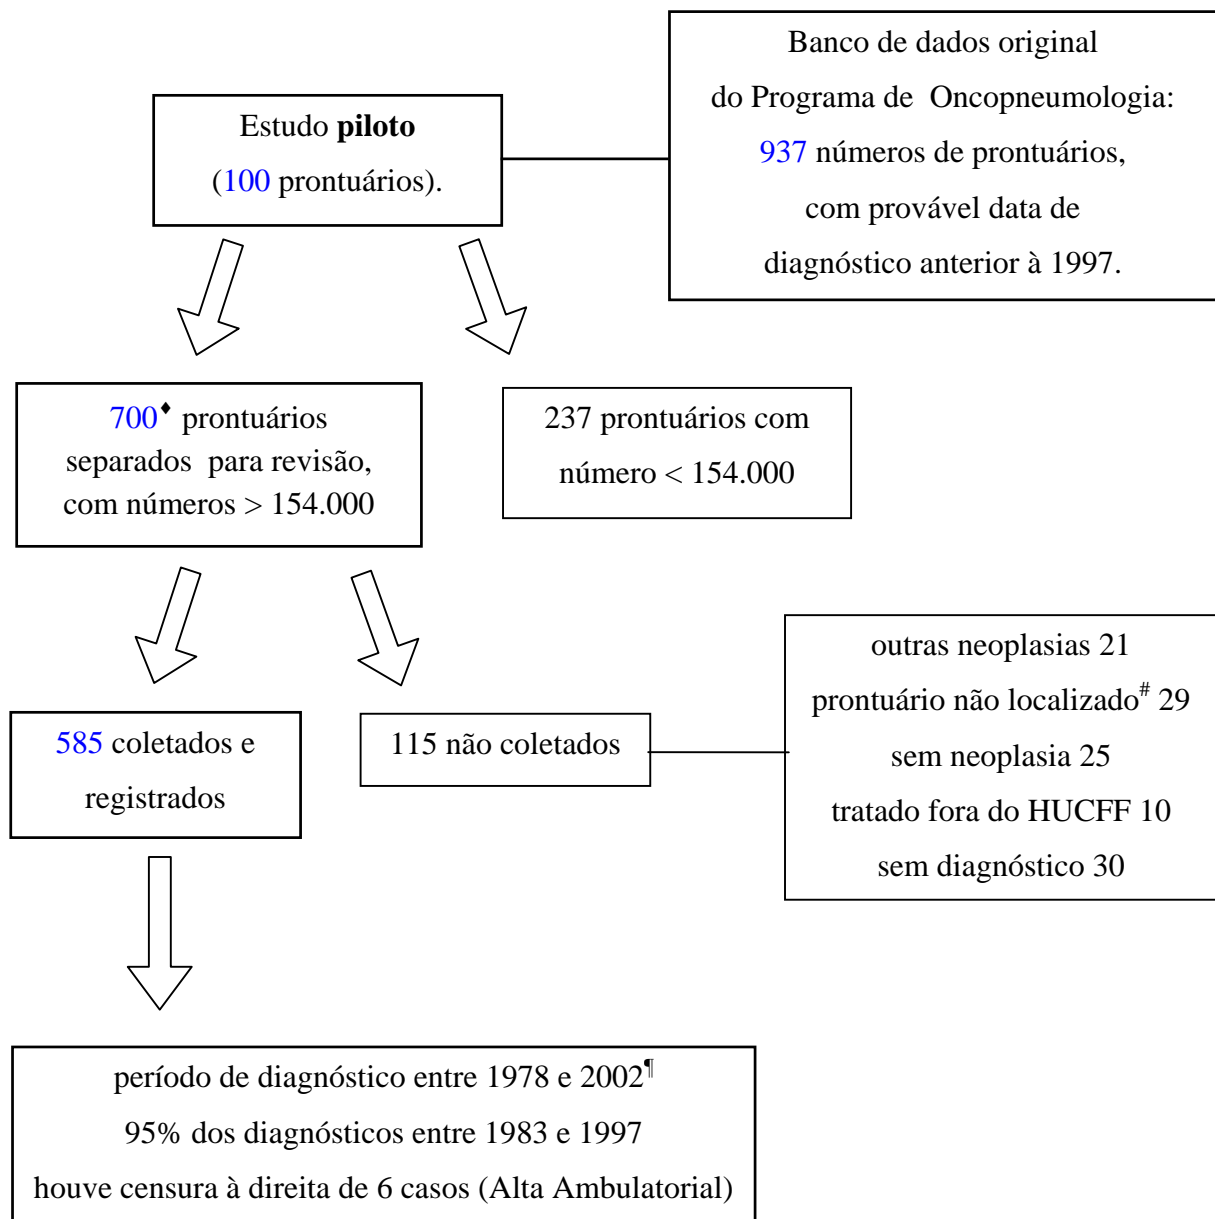 Banco de dados original
do Programa de Oncopneumologia:
937 números de prontuários,
com provável data de
diagnóstico anterior à 1997.
Estudo piloto
(100 prontuários).
700♦ prontuários
separados para revisão,
com números > 154.000
237 prontuários com
número < 154.000
585 coletados e
registrados
115 não coletados
outras neoplasias 21
prontuário não localizado# 29
sem neoplasia 25
tratado fora do HUCFF 10
sem diagnóstico 30
período de diagnóstico entre 1978 e 2002¶
95% dos diagnósticos entre 1983 e 1997
houve censura à direita de 6 casos (Alta Ambulatorial)